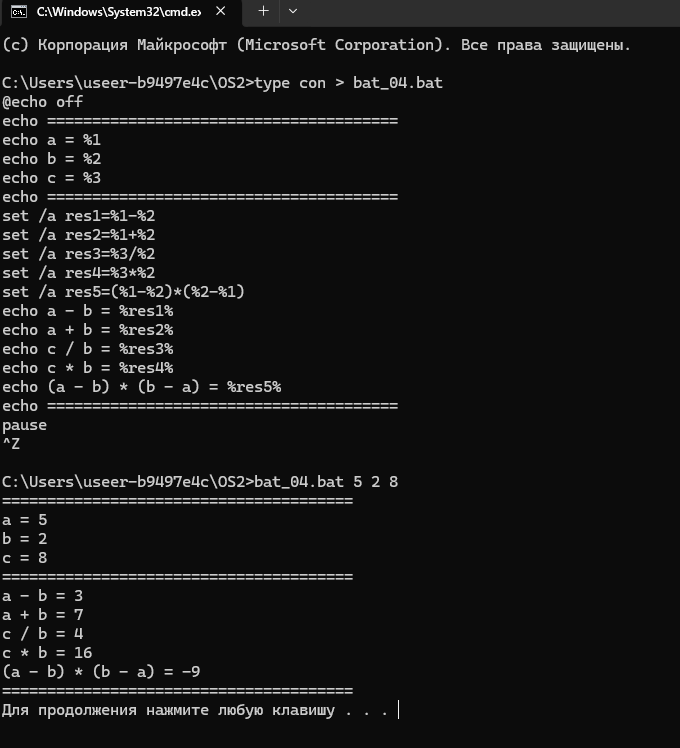 C:\Windows\System32\cmd.ex
(c) Корпорация Майкрософт (Microsoft Corporation). Все права защищены.
C:\Users\useer-b9497e4c\OS2>type con > bat_04.bat
@echo off
echo =======================================
echo a = %1
echo b = %2
echo c = %3
echo =======================================
set /a res1=%1-%2
set /a res2=%1+%2
set /a res3=%3/%2
set /a res4=%3*%2
set /a res5=(%1-%2)*(%2-%1)
echo a - b = %res1%
echo a + b = %res2%
echo c / b = %res3%
echo c * b = %res4%
echo (a - b) * (b - a) = %res5%
echo =======================================
pause
^Z
C:\Users\useer-b9497e4c\OS2>bat_04.bat 5 2 8
=======================================
a = 5
b = 2
c = 8
=======================================
a - b = 3
a + b = 7
c / b = 4
c * b = 16
(a - b) * (b - a) = -9
=======================================
Для продолжения нажмите любую клавишу . . .